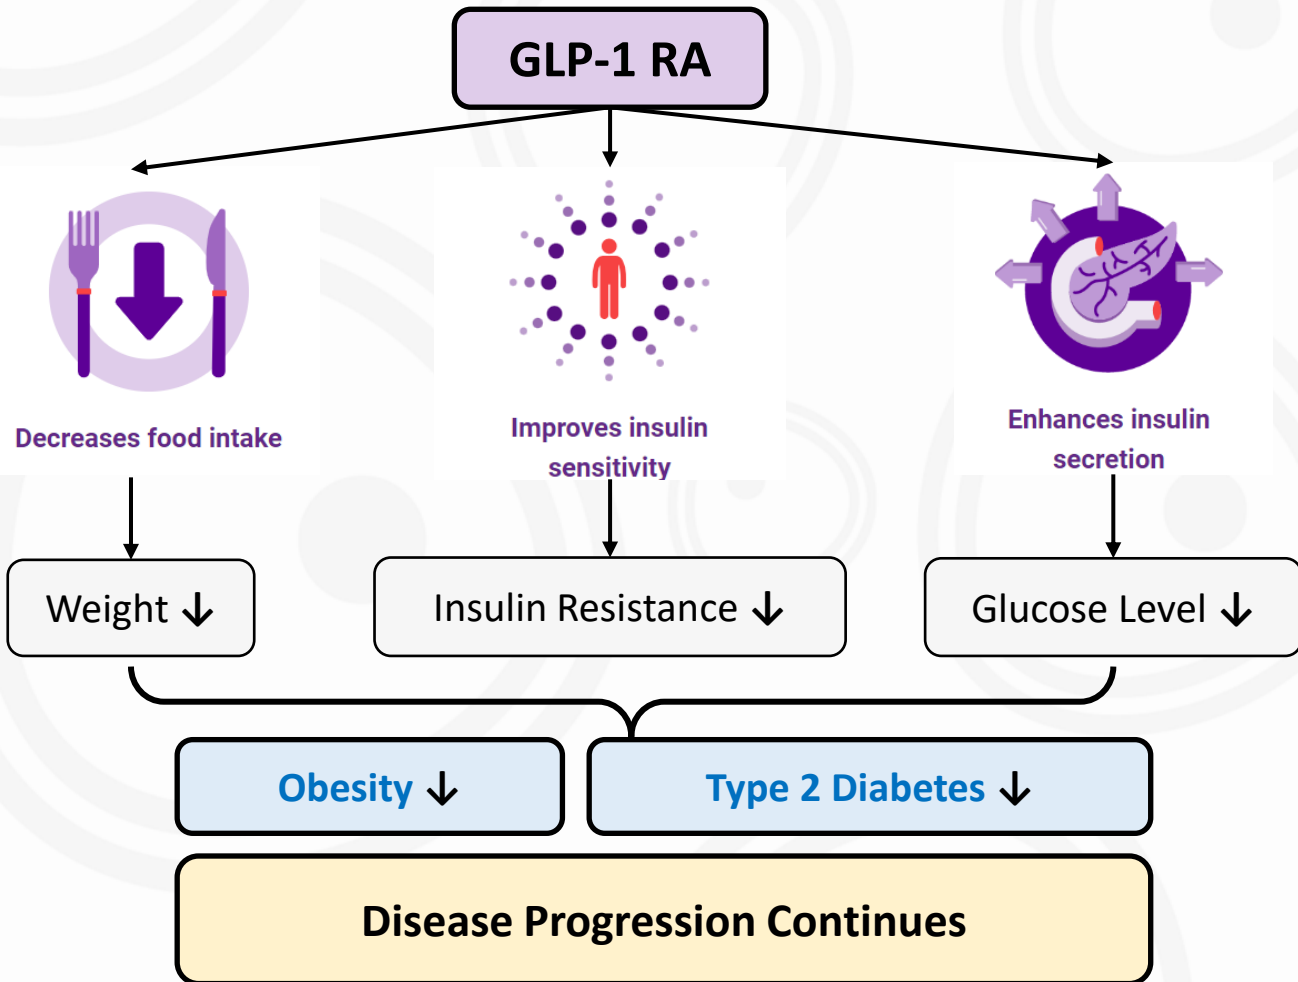 GLP-1 RA
Decreases food intake
Improves insulin
sensitivity
Enhances insulin
secretion
Weight ↓
Insulin Resistance ↓
Glucose Level ↓
Obesity ↓
Type 2 Diabetes ↓
Disease Progression Continues